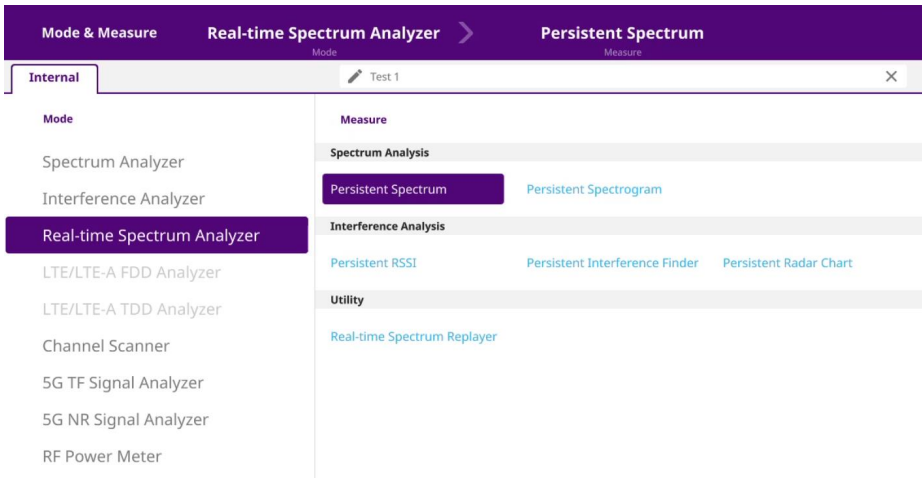 Mode & Measure Real-time Spectrum Analyzer Persistent Spectrum
Mode Measure
Internal Test 1
Mode
Spectrum Analyzer
Interference Analyzer
Real-time Spectrum Analyzer
LTE/LTE-A FDD Analyzer
LTE/LTE-A TDD Analyzer
Channel Scanner
5G TF Signal Analyzer
5G NR Signal Analyzer
RF Power Meter
Measure
Spectrum Analysis
Persistent Spectrum Persistent Spectrogram
Interference Analysis
Persistent RSSI Persistent Interference Finder Persistent Radar Chart
Utility
Real-time Spectrum Replayer